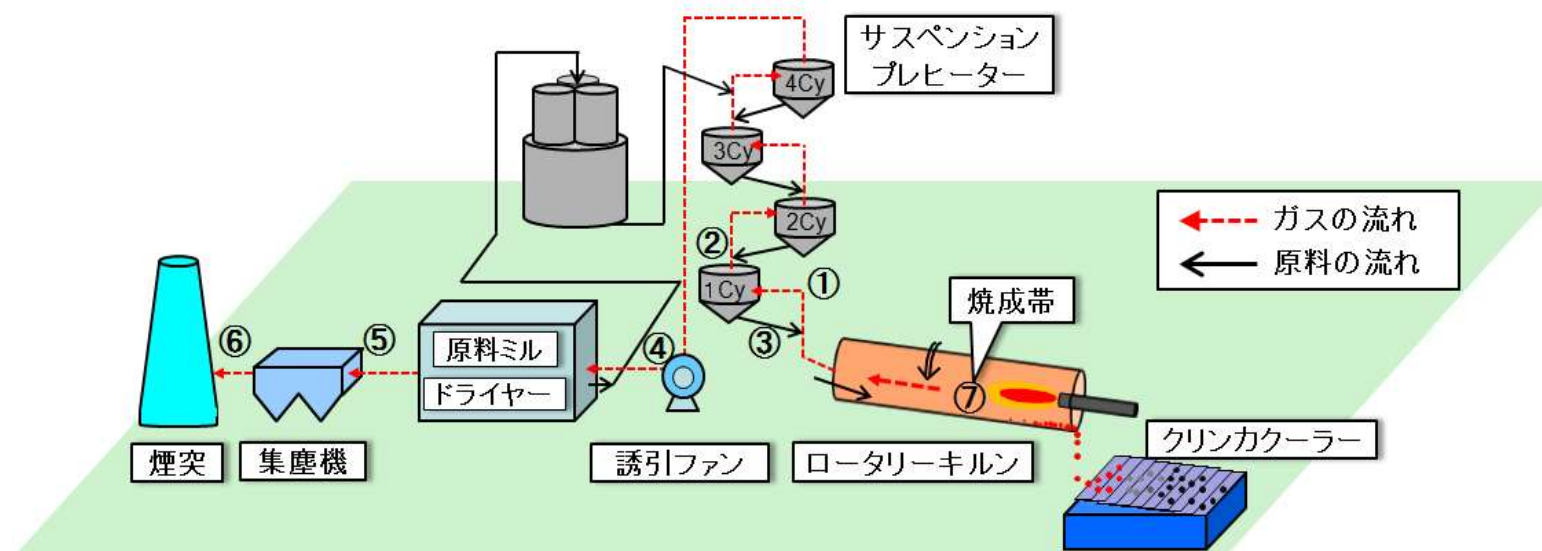 サスペンション
プレヒーター
4Cy
3Cy
2Cy
1Cy
ガスの流れ
原料の流れ
②
①
③
焼成帯
⑦
⑥
⑤
④
原料ミル
ドライヤー
煙突
集塵機
誘引ファン
ロータリーキルン
クリンカクーラー